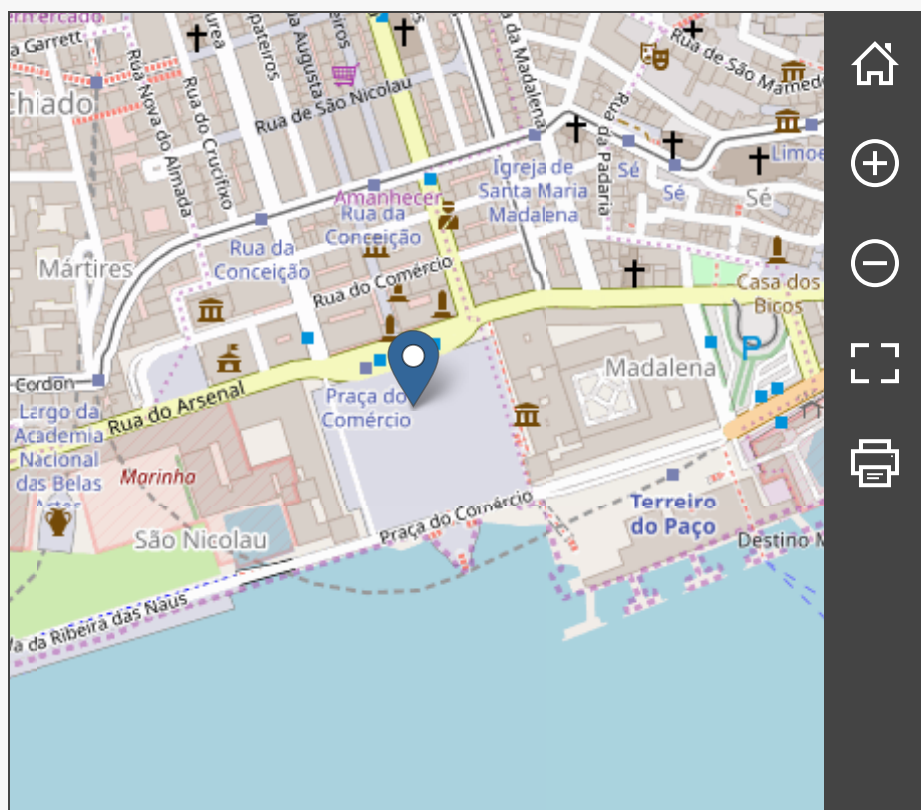 a Garrett
Chiado
Rua Nova do Almada
Rua do Crucifixo
Rua Augusta
Rua de São Nicolau
a da Madalena
Rua da Padaria
Rua de São Mamede
Limoe
Igreja de
Santa Maria
Madalena
Sé
Sé
Sé
Amanhecer
Rua da
Conceição
Rua da
Conceição
Mártires
Rua do Comércio
Casa dos
Bicos
P
Madalena
Cordon
Rua do Arsenal
Largo da
Academia
Nacional
das Belas
Artes
Praça do
Comércio
Marinha
São Nicolau
Praça do Comércio
Terreiro
do Paço
Destino M
a da Ribeira das Naus